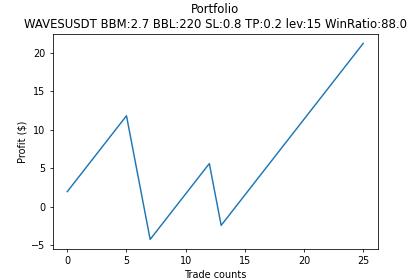 Portfolio
WAVESUSDT BBM:2.7 BBL:220 SL:0.8 TP:0.2 lev:15 WinRatio:88.0
20
15
10
5
0
−5
Profit ($)
0 5 10 15 20 25
Trade counts